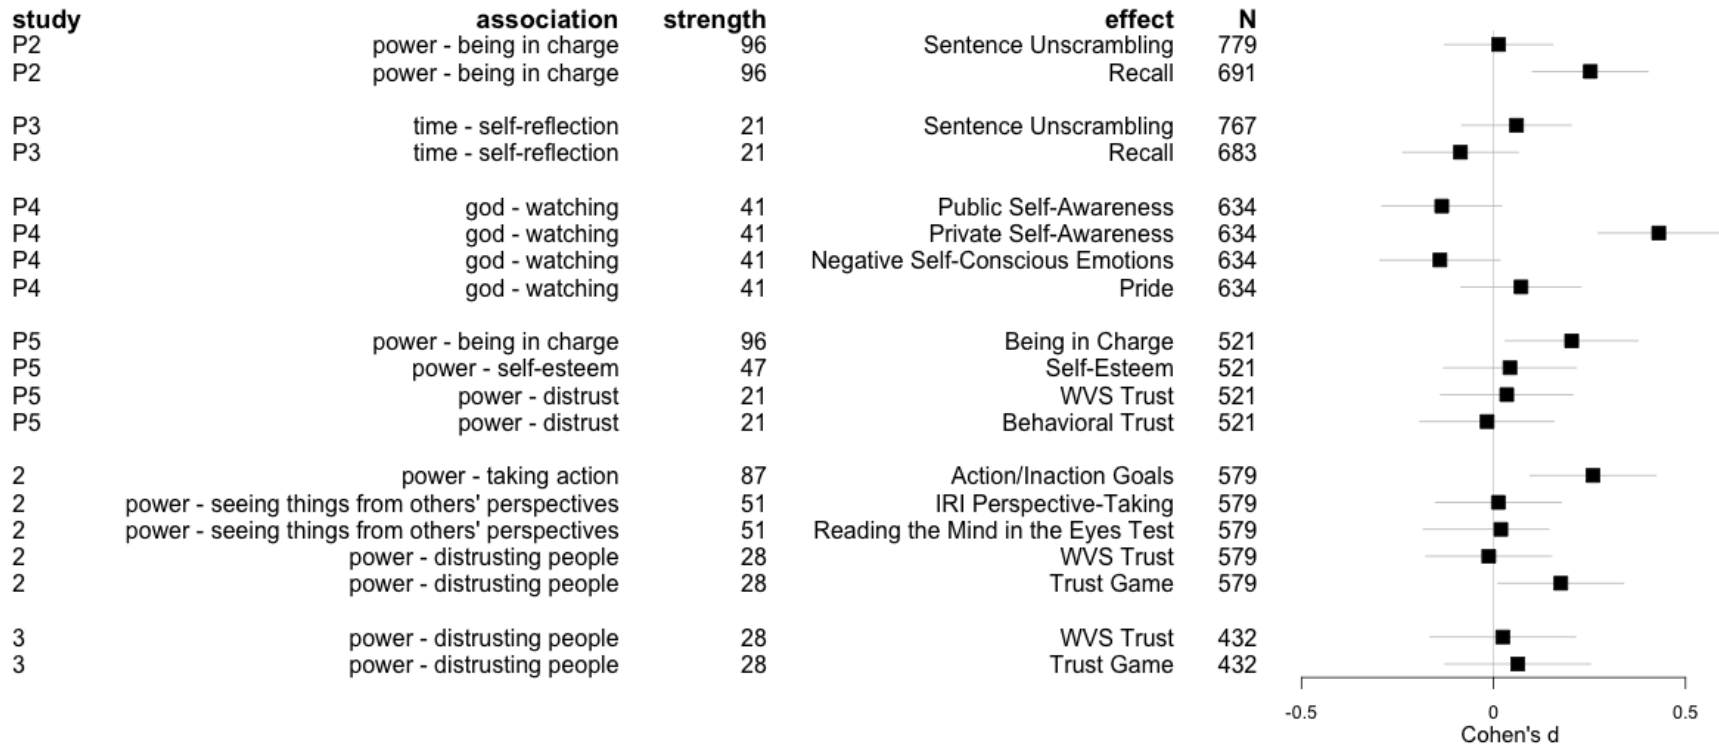 study association strength effect N
P2 power - being in charge 96 Sentence Unscrambling 779
P2 power - being in charge 96 Recall 691
P3 time - self-reflection 21 Sentence Unscrambling 767
P3 time - self-reflection 21 Recall 683
P4 god - watching 41 Public Self-Awareness 634
P4 god - watching 41 Private Self-Awareness 634
P4 god - watching 41 Negative Self-Conscious Emotions 634
P4 god - watching 41 Pride 634
P5 power - being in charge 96 Being in Charge 521
P5 power - self-esteem 47 Self-Esteem 521
P5 power - distrust 21 WVS Trust 521
P5 power - distrust 21 Behavioral Trust 521
2 power - taking action 87 Action/Inaction Goals 579
2 power - seeing things from others' perspectives 51 IRI Perspective-Taking 579
2 power - seeing things from others' perspectives 51 Reading the Mind in the Eyes Test 579
2 power - distrusting people 28 WVS Trust 579
2 power - distrusting people 28 Trust Game 579
3 power - distrusting people 28 WVS Trust 432
3 power - distrusting people 28 Trust Game 432
-0.5 0 0.5
Cohen's d